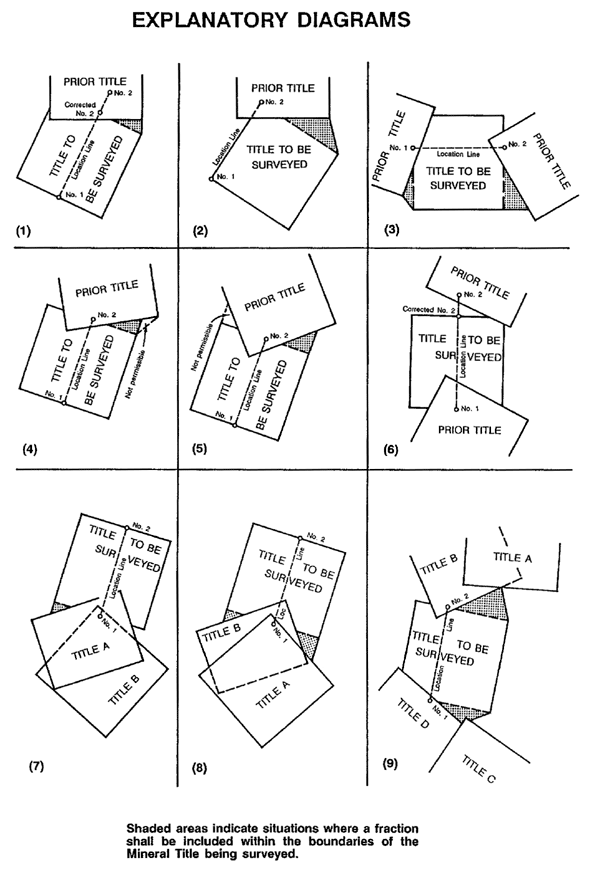 EXPLANATORY DIAGRAMS
PRIOR TITLE
No. 2
Corrected
No. 2
TITLE TO
BE SURVEYED
Location Line
No. 1
(1)
PRIOR TITLE
No. 2
Location Line
TITLE TO BE
SURVEYED
No. 1
(2)
PRIOR TITLE
No. 1
Location Line
No. 2
TITLE TO BE
SURVEYED
PRIOR TITLE
(3)
PRIOR TITLE
No. 2
TITLE TO
BE SURVEYED
Location Line
Not permissible
No. 1
(4)
Not permissible
PRIOR TITLE
No. 2
TITLE TO
BE SURVEYED
Location Line
No. 1
(5)
PRIOR TITLE
No. 2
Corrected No. 2
TITLE TO BE
SURVEYED
Location Line
No. 1
PRIOR TITLE
(6)
No. 2
TITLE TO BE
SURVEYED
Location Line
No. 1
TITLE A
TITLE B
(7)
No. 2
TITLE TO BE
SURVEYED
Line
Loc
No. 1
TITLE B
TITLE A
(8)
TITLE B
TITLE A
No. 2
TITLE TO BE
SURVEYED
Line
Location
No. 1
TITLE D
TITLE C
(9)
Shaded areas indicate situations where a fraction
shall be included within the boundaries of the
Mineral Title being surveyed.